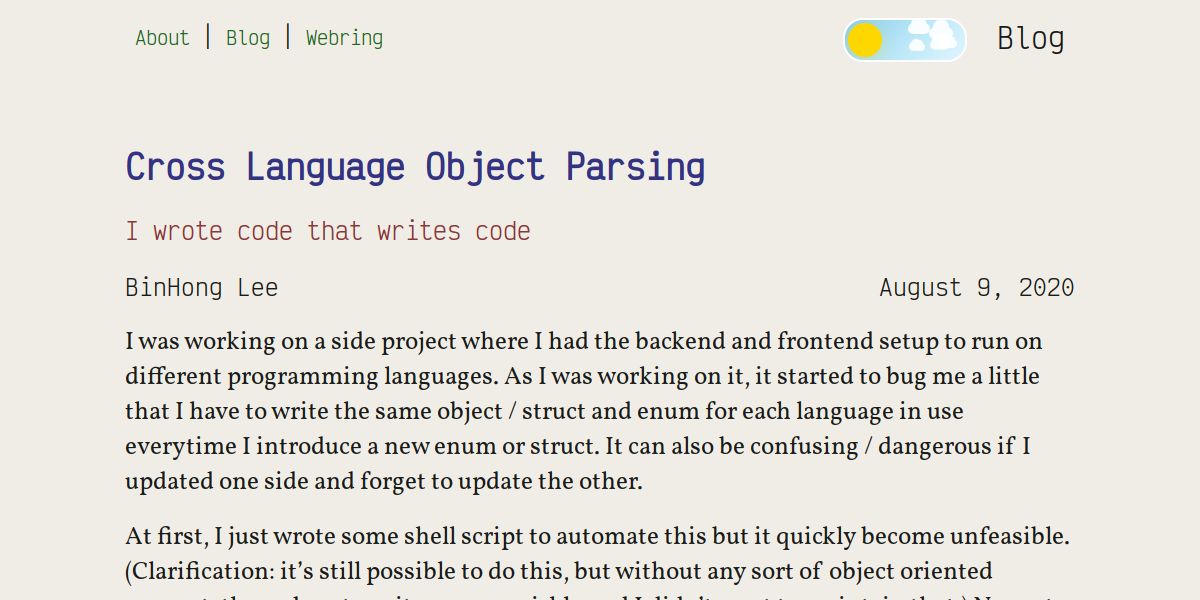 About | Blog | Webring
Blog
Cross Language Object Parsing
I wrote code that writes code
BinHong Lee
August 9, 2020
I was working on a side project where I had the backend and frontend setup to run on
different programming languages. As I was working on it, it started to bug me a little
that I have to write the same object / struct and enum for each language in use
everytime I introduce a new enum or struct. It can also be confusing / dangerous if I
updated one side and forget to update the other.
At first, I just wrote some shell script to automate this but it quickly become unfeasible.
(Clarification: it’s still possible to do this, but without any sort of object oriented